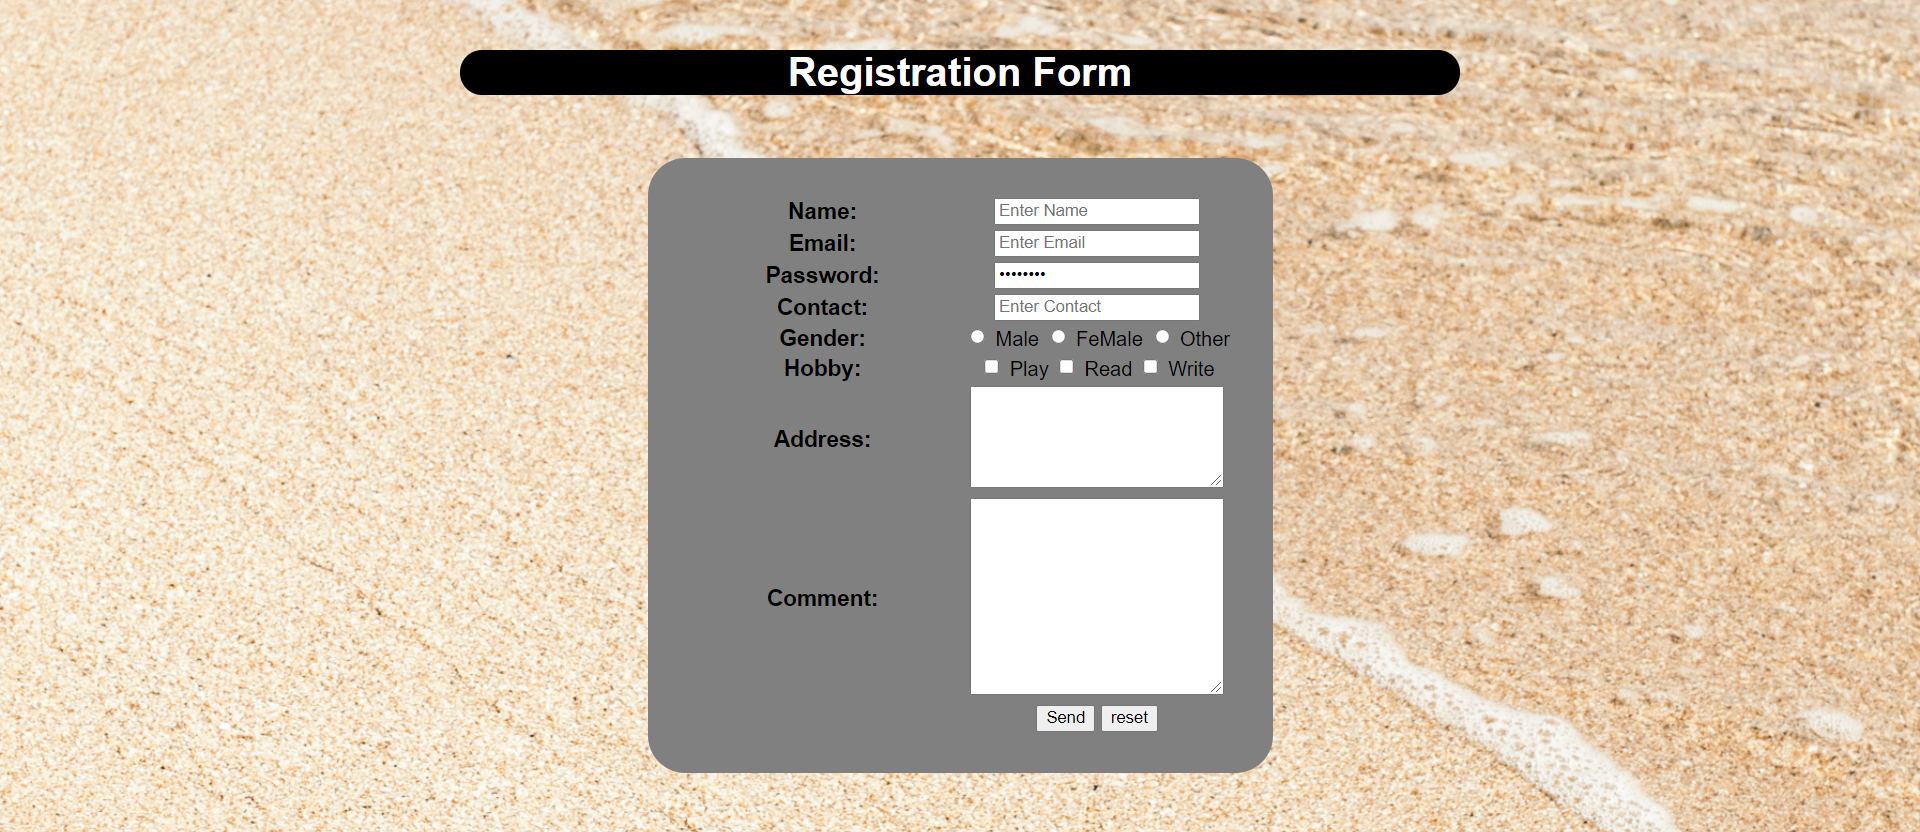 Registration Form
Name: Enter Name
Email: Enter Email
Password: ••••••••
Contact: Enter Contact
Gender: Male FeMale Other
Hobby: Play Read Write
Address:
Comment:
Send reset